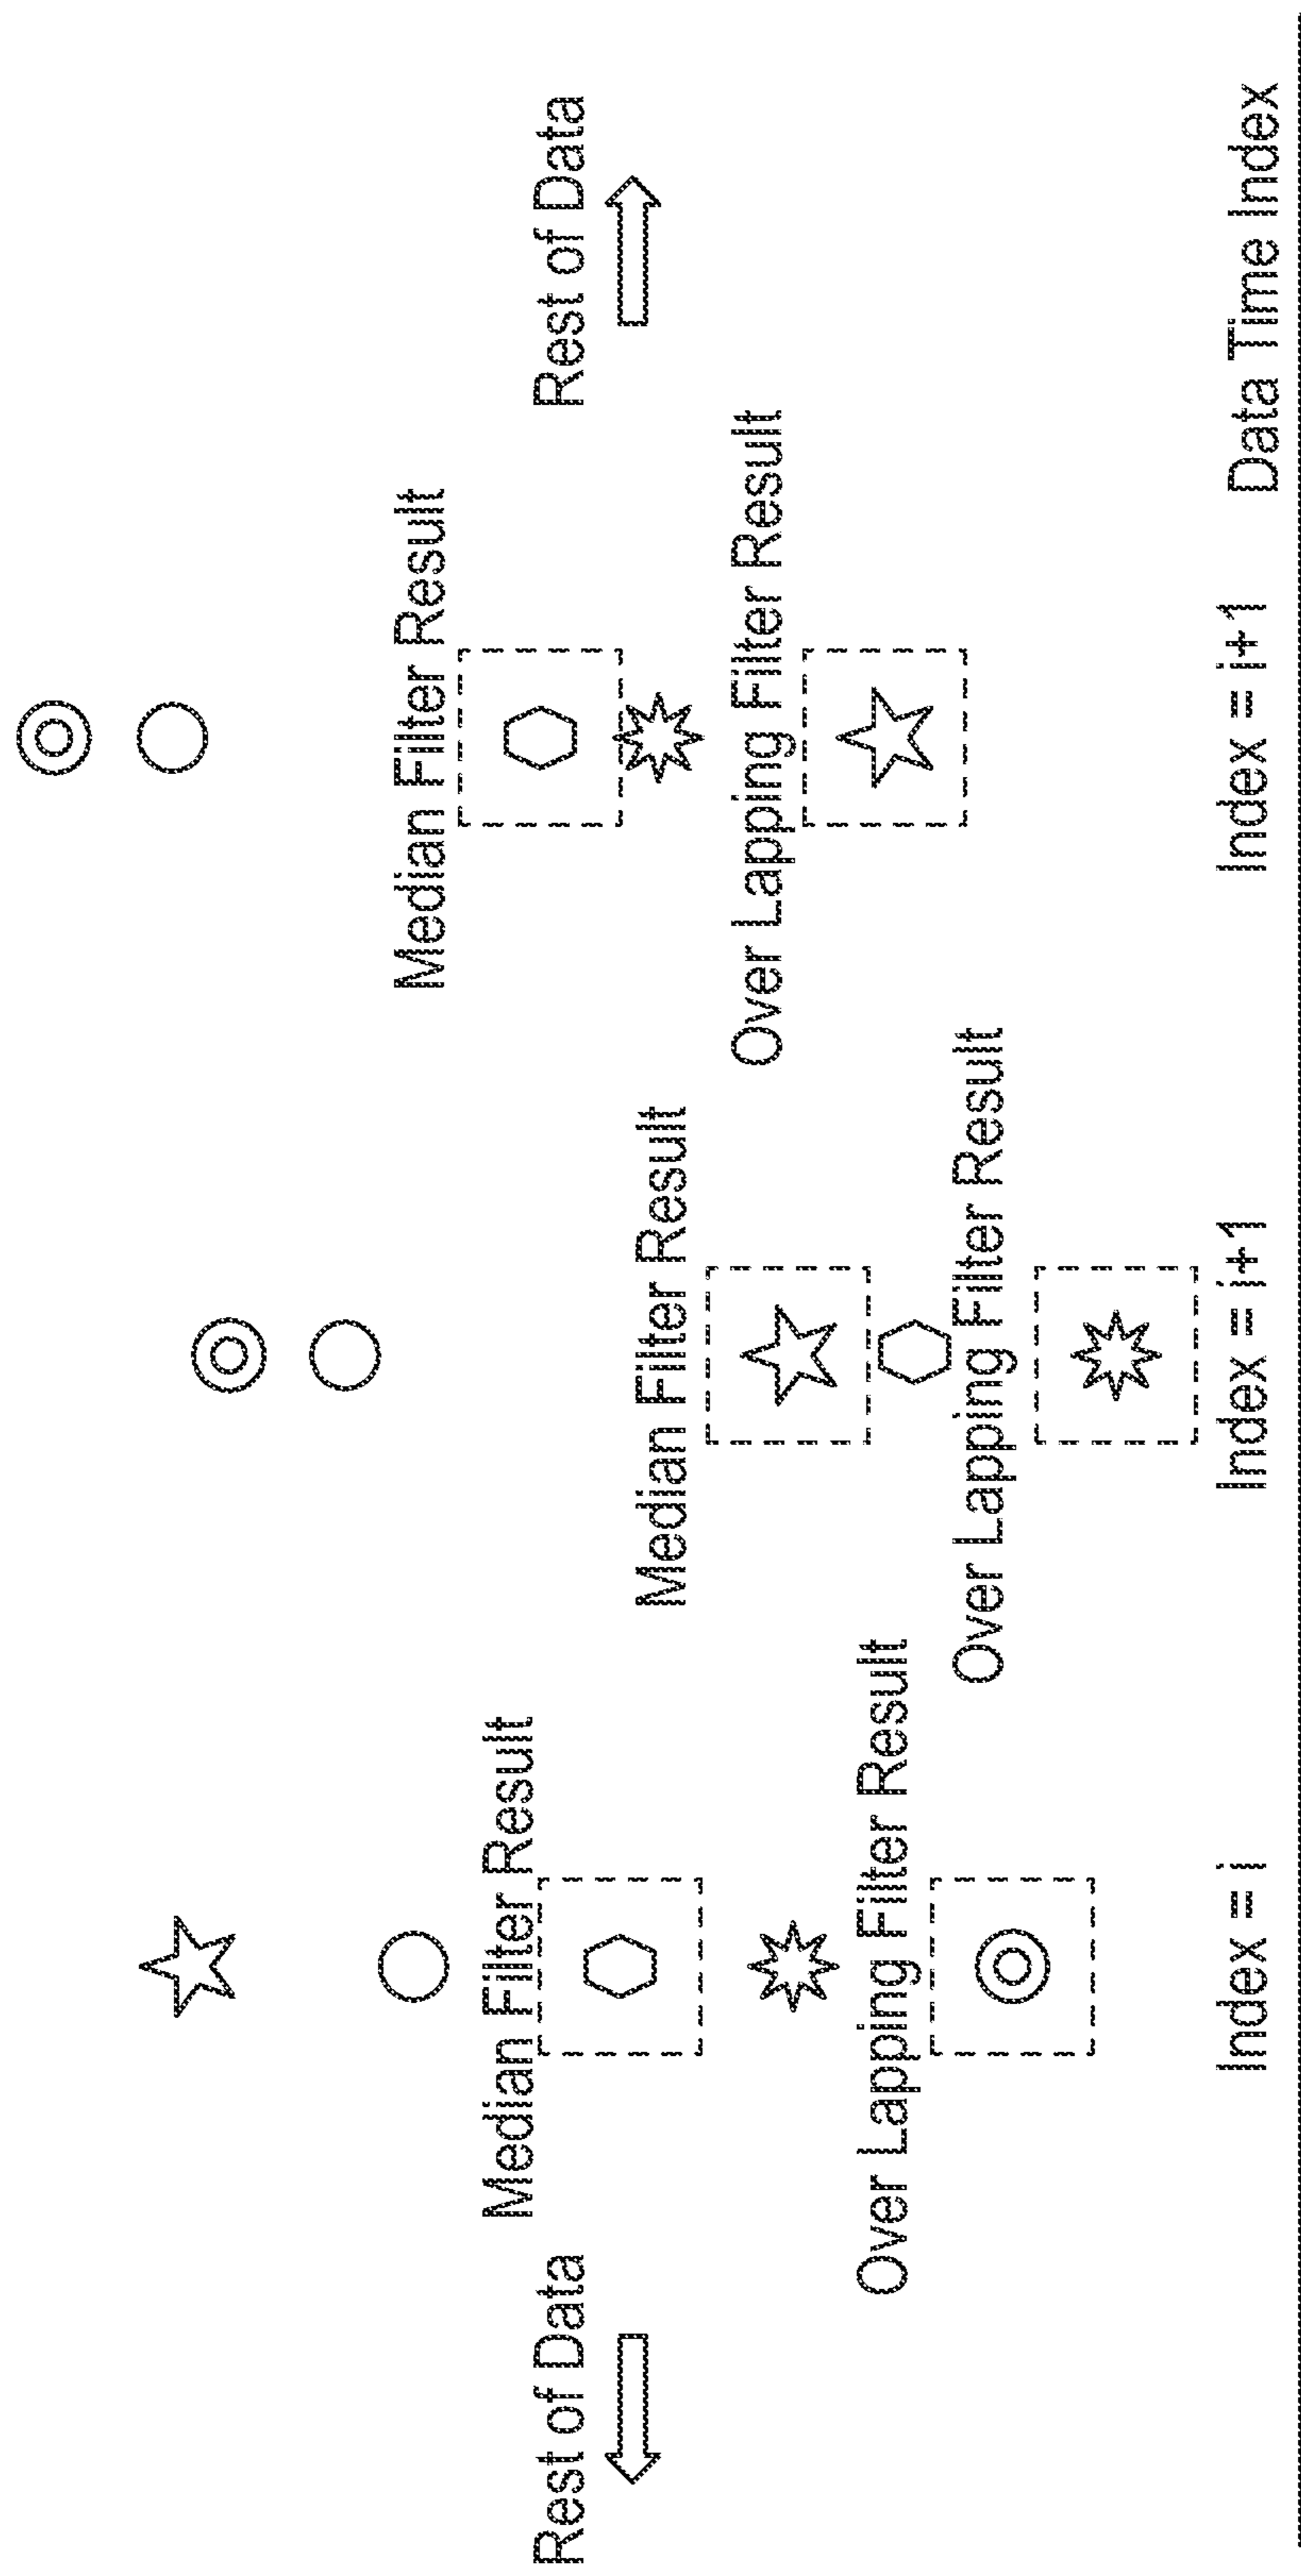 Rest of Data
Median Filter Result
Over Lapping Filter Result
Index = i
Median Filter Result
Over Lapping Filter Result
Index = i+1
Median Filter Result
Over Lapping Filter Result
Index = i+1
Rest of Data
Data Time Index